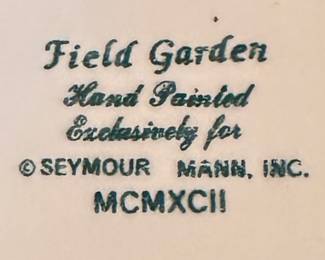 Field Garden
Hand Painted
Exclusively for
© SEYMOUR MANN, INC.
MCMXCII